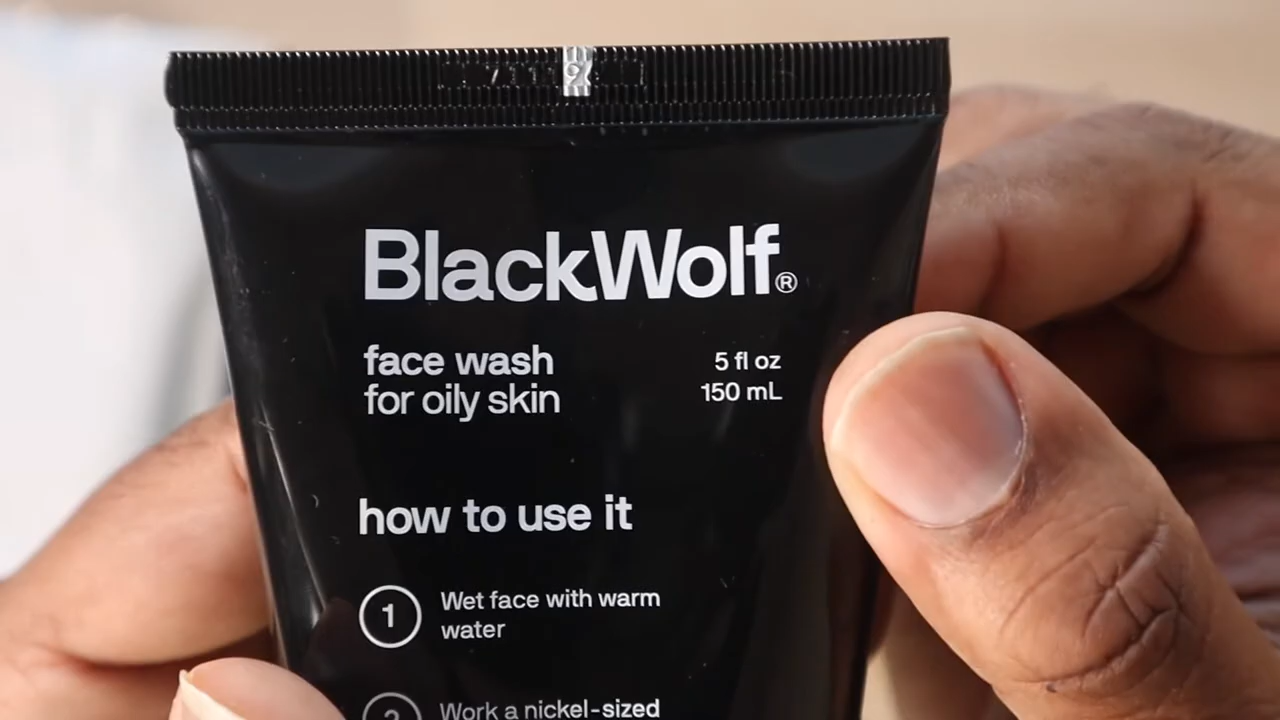 BlackWolf®
face wash
for oily skin
5 fl oz
150 mL
how to use it
1
Wet face with warm
water
2
Work a nickel-sized